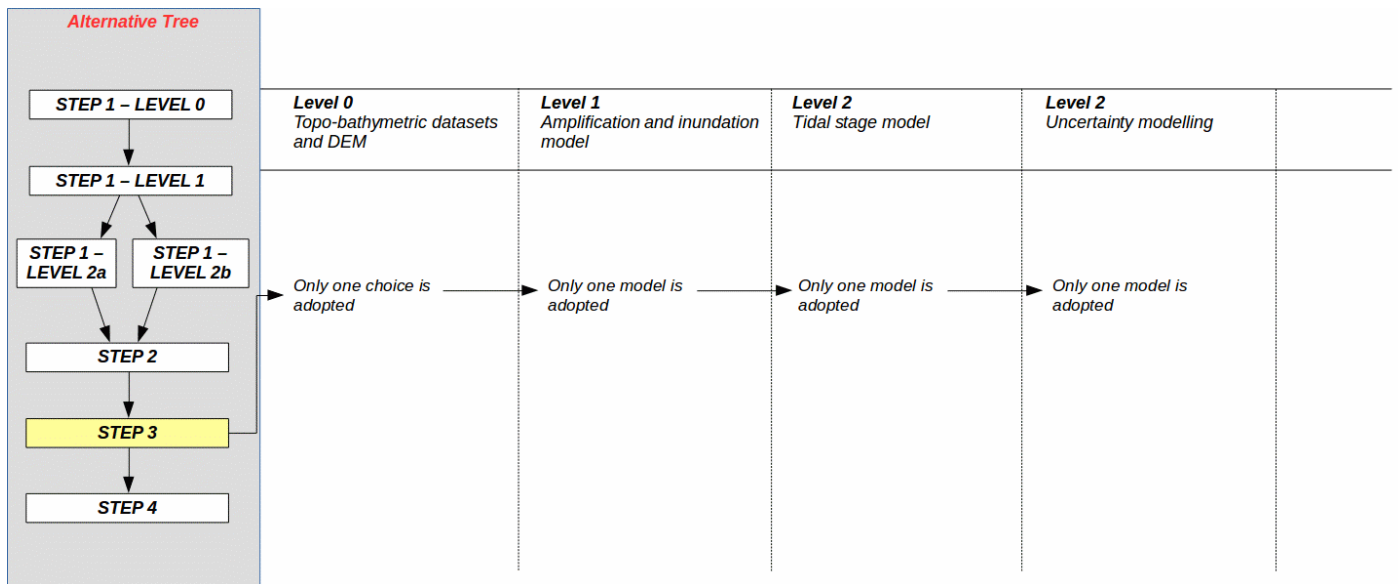 Alternative Tree
STEP 1 – LEVEL 0
STEP 1 – LEVEL 1
STEP 1 –
LEVEL 2a
STEP 1 –
LEVEL 2b
STEP 2
STEP 3
STEP 4
Level 0
Topo-bathymetric datasets
and DEM
Level 1
Amplification and inundation
model
Level 2
Tidal stage model
Level 2
Uncertainty modelling
Only one choice is
adopted
Only one model is
adopted
Only one model is
adopted
Only one model is
adopted